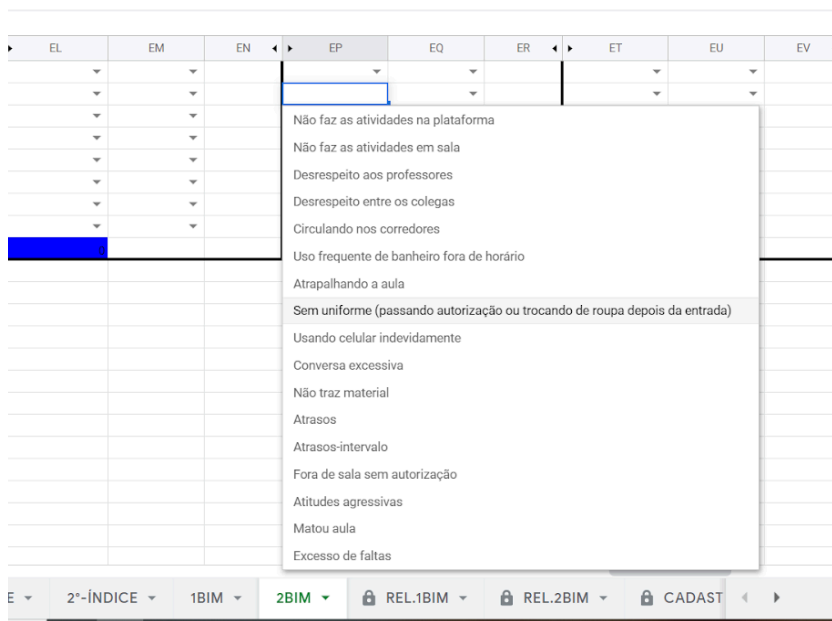 EL EM EN EP EQ ER ET EU EV
Não faz as atividades na plataforma
Não faz as atividades em sala
Desrespeito aos professores
Desrespeito entre os colegas
Circulando nos corredores
Uso frequente de banheiro fora de horário
Atrapalhando a aula
Sem uniforme (passando autorização ou trocando de roupa depois da entrada)
Usando celular indevidamente
Conversa excessiva
Não traz material
Atrasos
Atrasos-intervalo
Fora de sala sem autorização
Atitudes agressivas
Matou aula
Excesso de faltas
E 2°-ÍNDICE 1BIM 2BIM REL.1BIM REL.2BIM CADAST